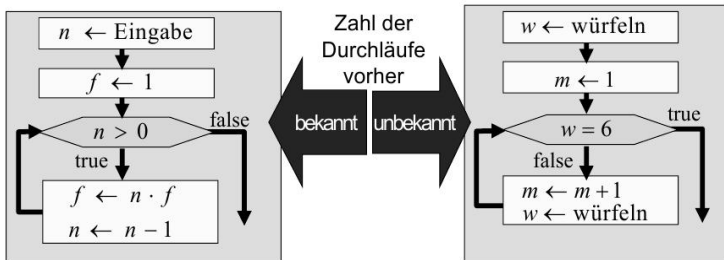 n ← Eingabe
f ← 1
n > 0
false
true
f ← n · f
n ← n − 1
Zahl der
Durchläufe
vorher
bekannt
unbekannt
w ← würfeln
m ← 1
w = 6
true
false
m ← m + 1
w ← würfeln